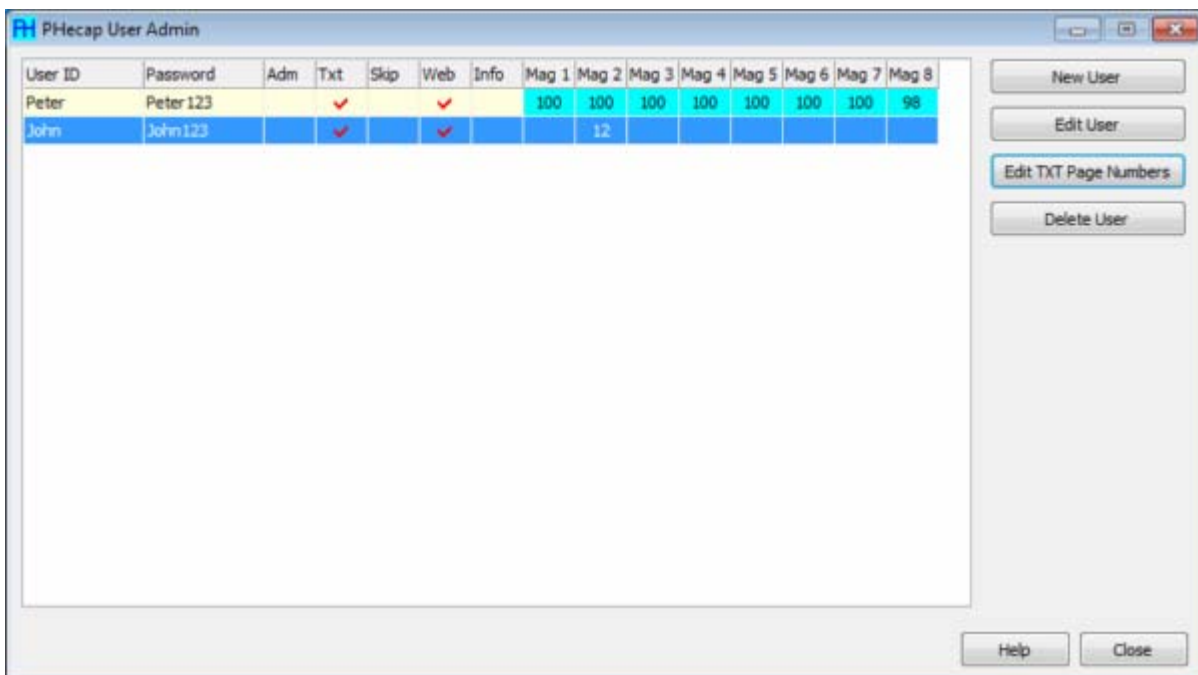 PH PHecap User Admin
User ID Password Adm Txt Skip Web Info Mag 1 Mag 2 Mag 3 Mag 4 Mag 5 Mag 6 Mag 7 Mag 8
Peter Peter123 100 100 100 100 100 100 100 98
John John123 12
New User
Edit User
Edit TXT Page Numbers
Delete User
Help Close